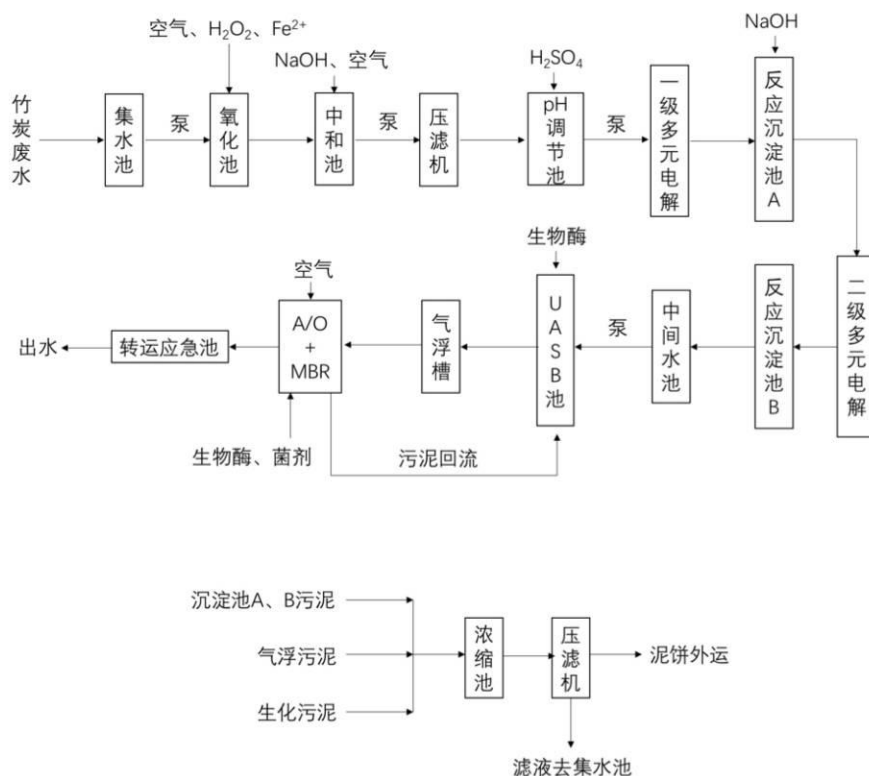 空气、H₂O₂、Fe²⁺
NaOH、空气
H₂SO₄
NaOH
竹炭废水
集水池
泵
氧化池
中和池
泵
压滤机
pH调节池
泵
一级多元电解
反应沉淀池A
生物酶
空气
出水
转运应急池
A/O
+
MBR
气浮槽
UASB池
泵
中间水池
反应沉淀池B
二级多元电解
生物酶、菌剂
污泥回流
沉淀池A、B污泥
气浮污泥
生化污泥
浓缩池
压滤机
泥饼外运
滤液去集水池